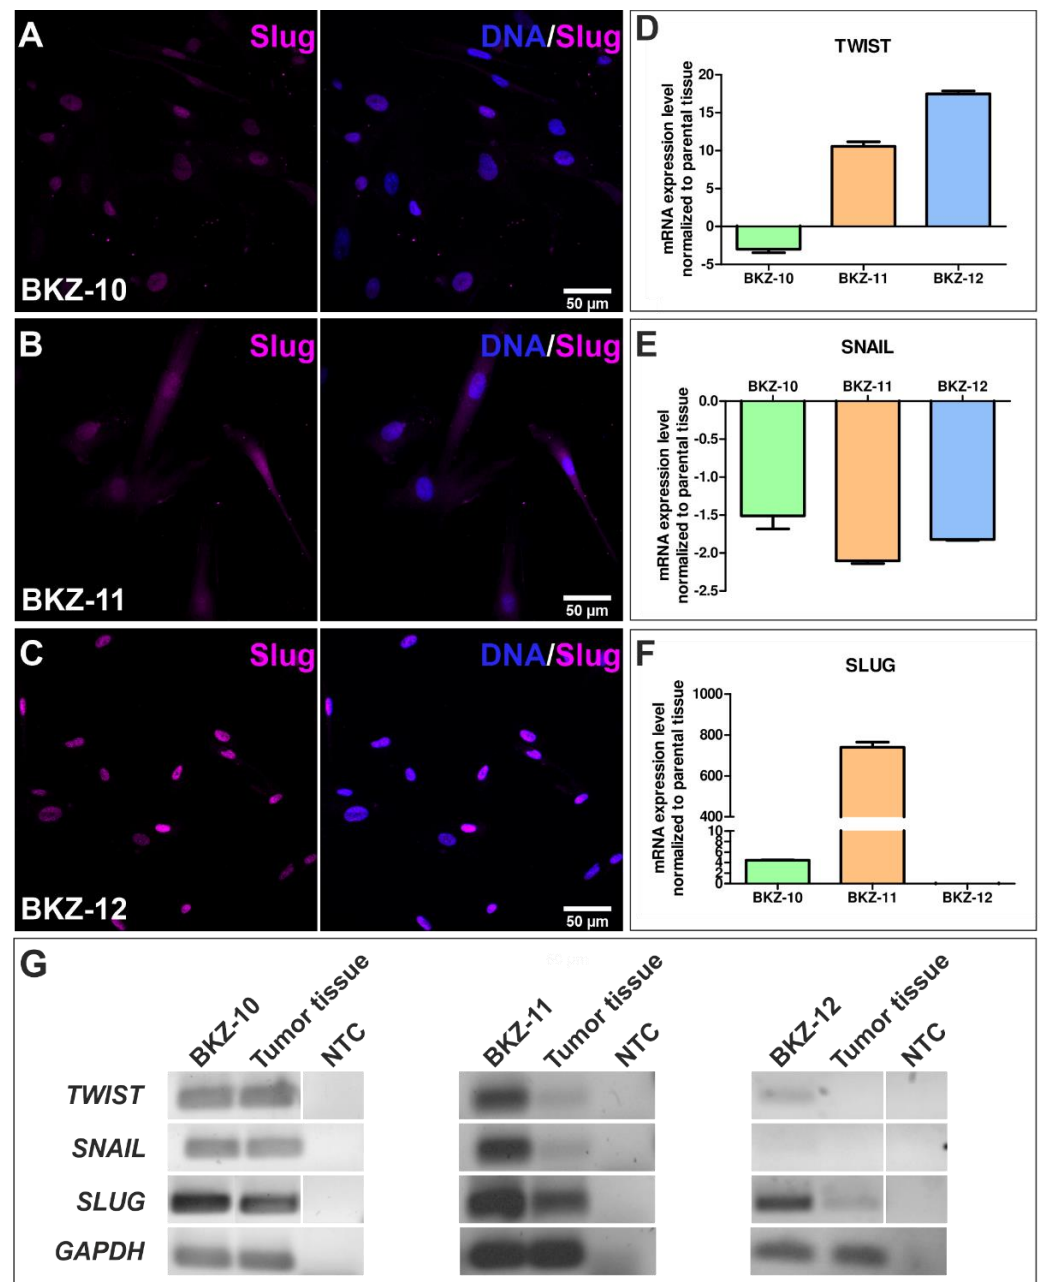 A
Slug
DNA/Slug
BKZ-10
50 µm
B
Slug
DNA/Slug
BKZ-11
50 µm
C
Slug
DNA/Slug
BKZ-12
50 µm
D
TWIST
mRNA expression level
normalized to parental tissue
20
15
10
5
0
-5
BKZ-10 BKZ-11 BKZ-12
E
SNAIL
mRNA expression level
normalized to parental tissue
BKZ-10 BKZ-11 BKZ-12
0.0
-0.5
-1.0
-1.5
-2.0
-2.5
F
SLUG
mRNA expression level
normalized to parental tissue
1000
800
600
400
10
8
6
4
2
0
BKZ-10 BKZ-11 BKZ-12
G
BKZ-10 Tumor tissue NTC BKZ-11 Tumor tissue NTC BKZ-12 Tumor tissue NTC
TWIST
SNAIL
SLUG
GAPDH